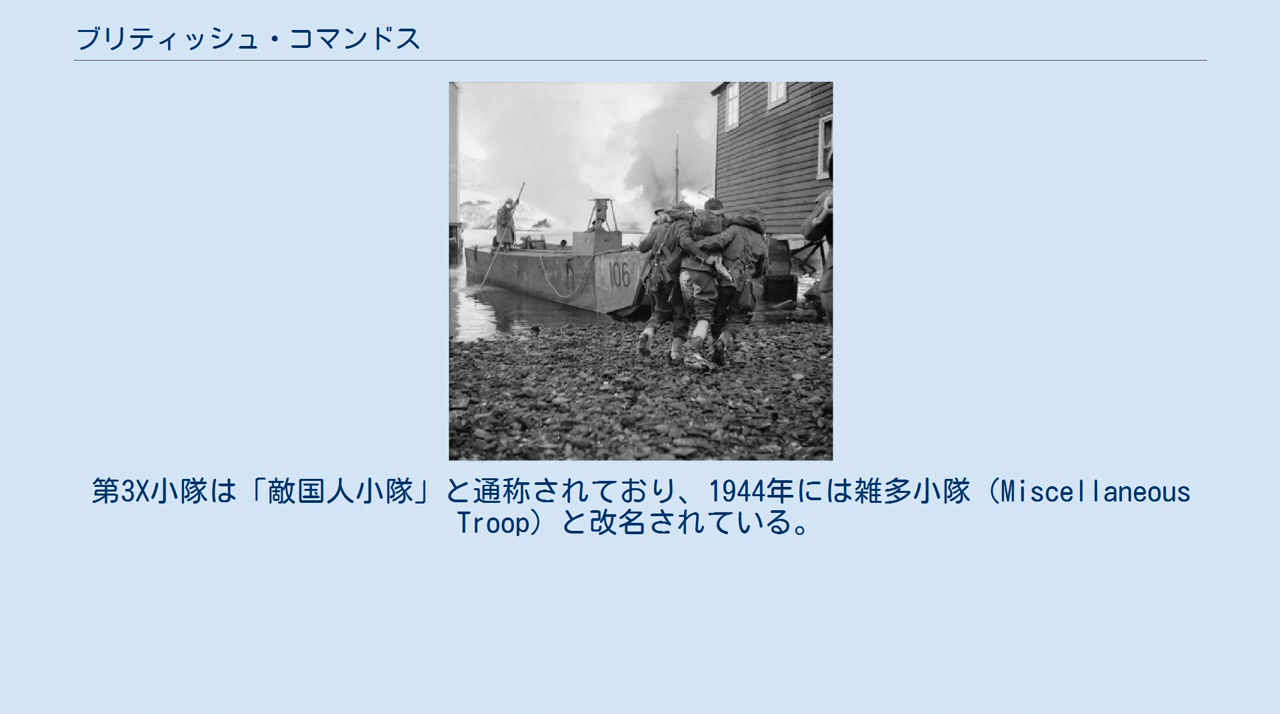 ブリティッシュ・コマンドス
106
第3X小隊は「敵国人小隊」と通称されており、1944年には雑多小隊（Miscellaneous
Troop）と改名されている。